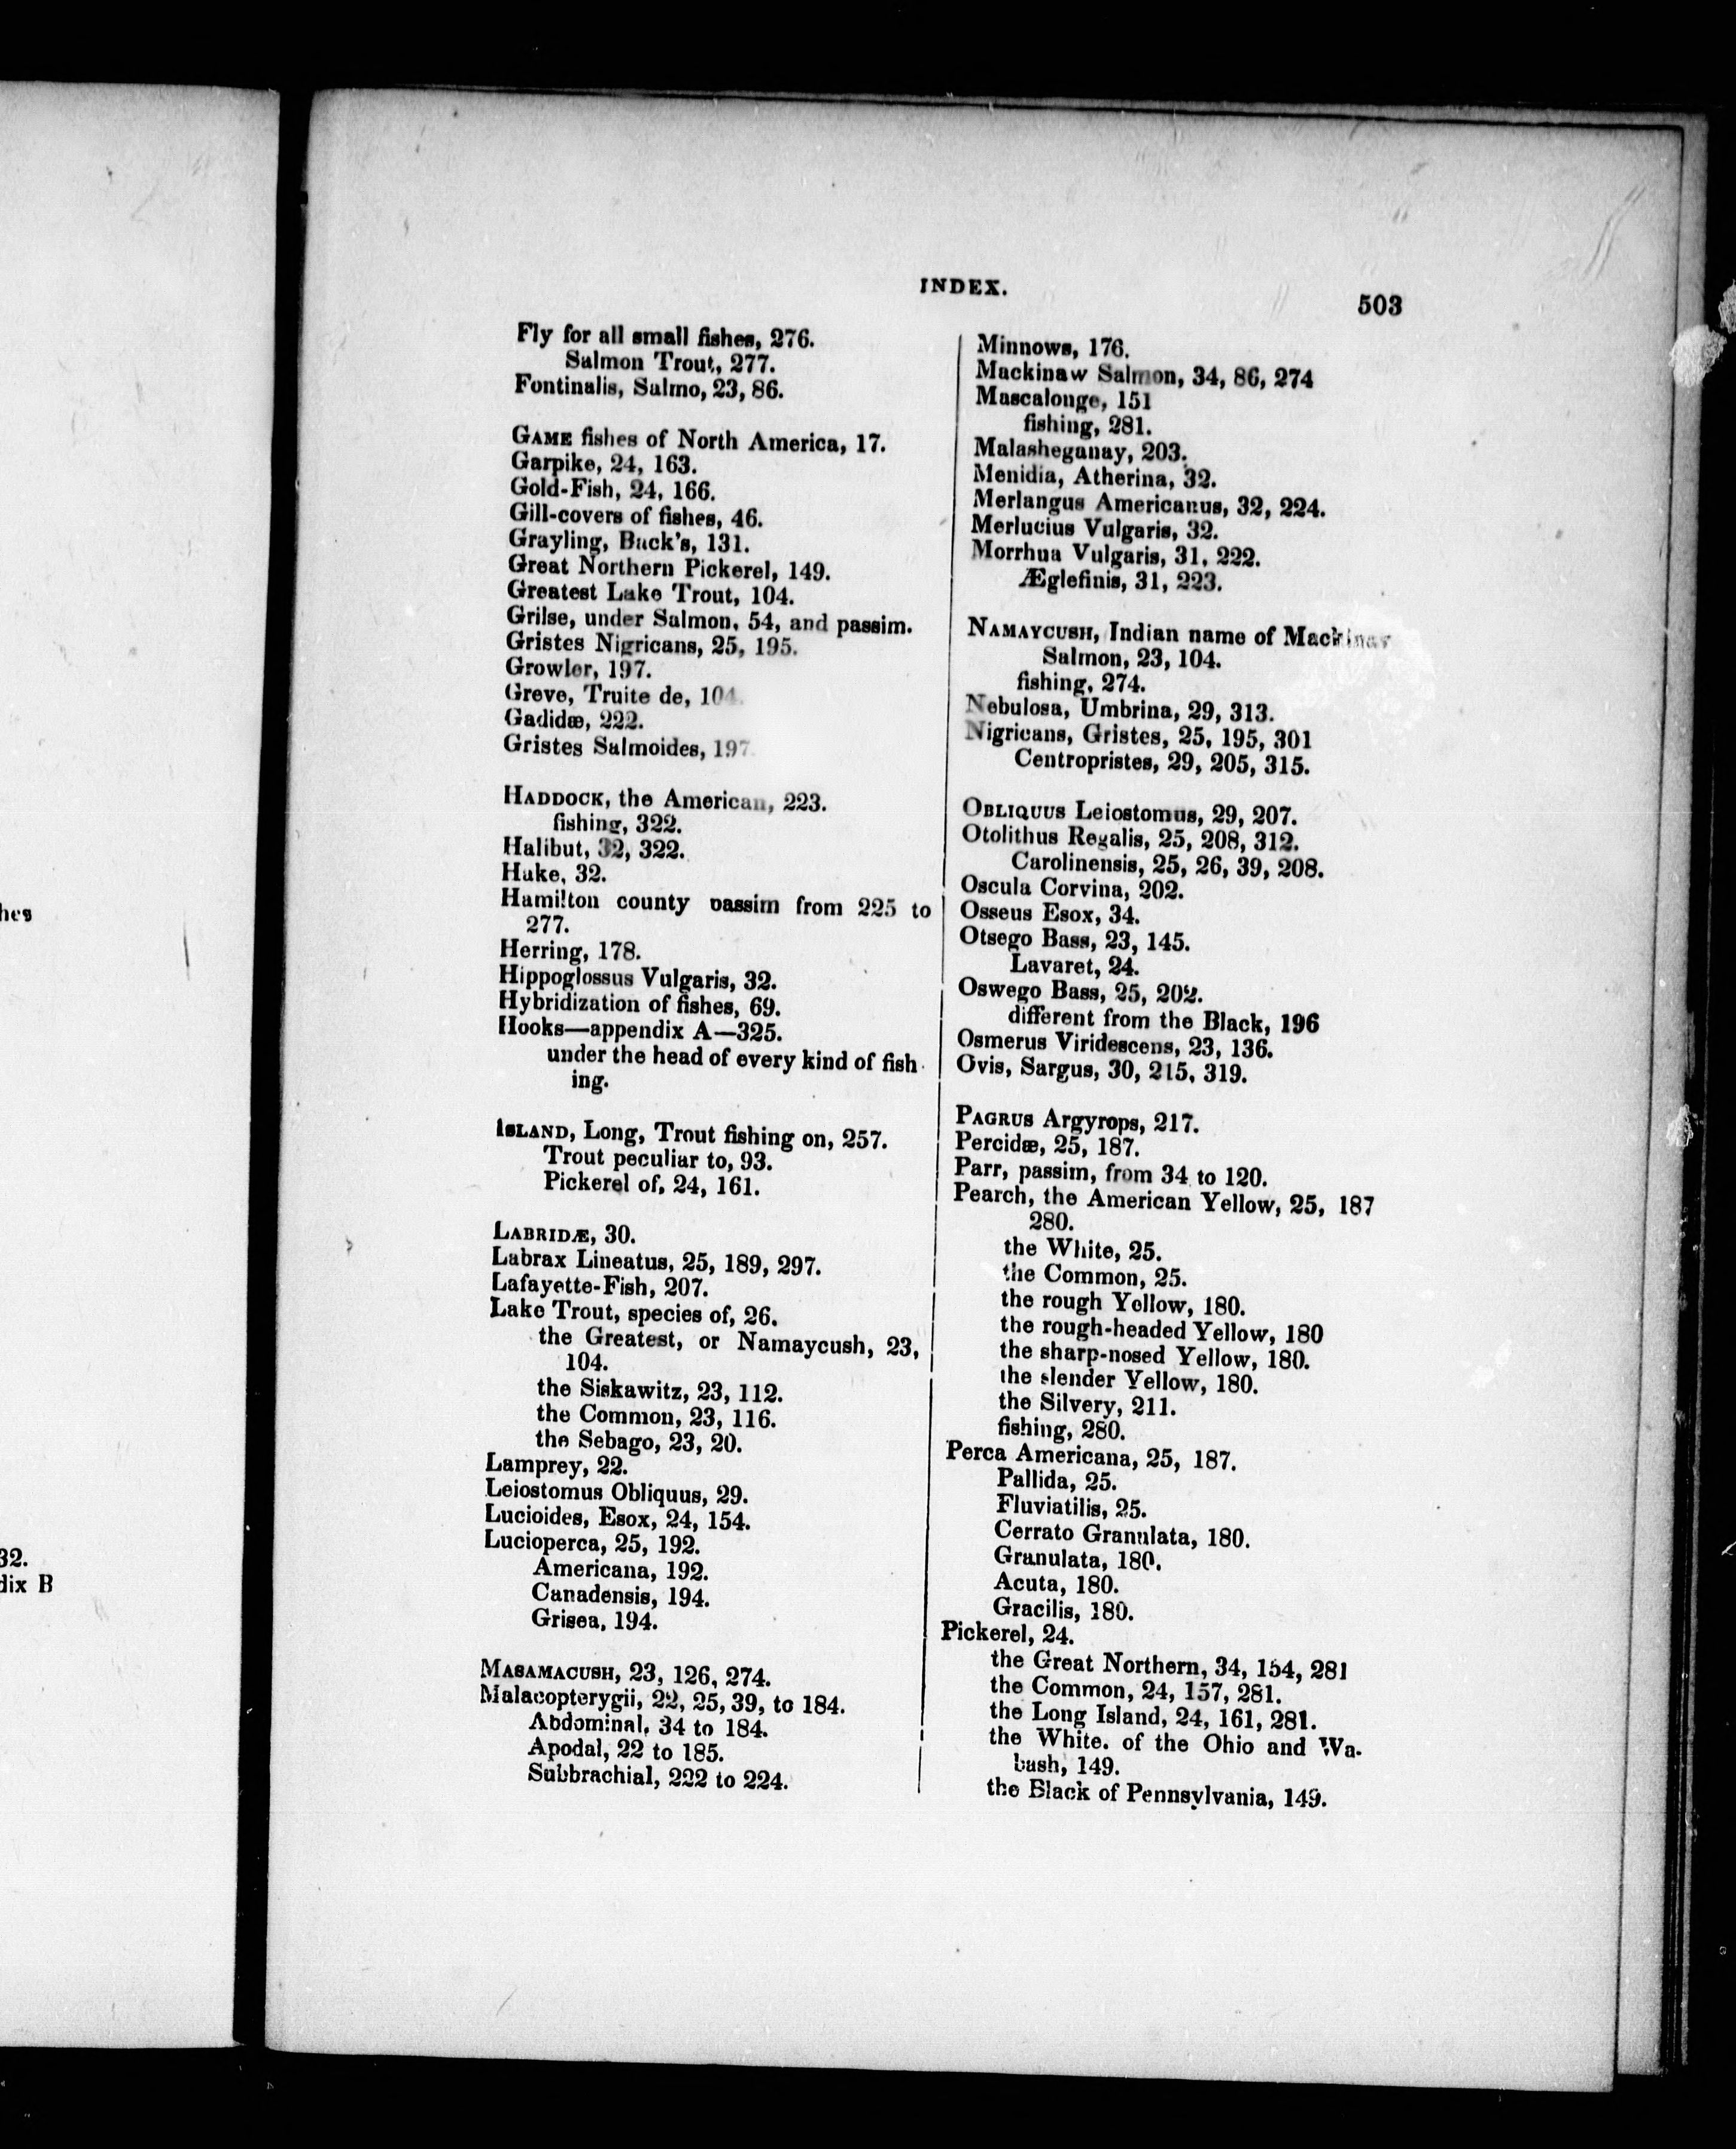 hes
32.
dix B
INDEX.
503
Fly for all small fishes, 276.
Salmon Trout, 277.
Fontinalis, Salmo, 23, 86.
GAME fishes of North America, 17.
Garpike, 24, 163.
Gold-Fish, 24, 166.
Gill-covers of fishes, 46.
Grayling, Back's, 131.
Great Northern Pickerel, 149.
Greatest Lake Trout, 104.
Grilse, under Salmon, 54, and passim.
Gristes Nigricans, 25, 195.
Growler, 197.
Greve, Truite de, 104.
Gadidæ, 222.
Gristes Salmoides, 197.
HADDOCK, the American, 223.
fishing, 322.
Halibut, 32, 322.
Hake, 32.
Hamilton county passim from 225 to
277.
Herring, 178.
Hippoglossus Vulgaris, 32.
Hybridization of fishes, 69.
Hooks—appendix A—325.
under the head of every kind of fish-
ing.
ISLAND, Long, Trout fishing on, 257.
Trout peculiar to, 93.
Pickerel of, 24, 161.
LABRIDÆ, 30.
Labrax Lineatus, 25, 189, 297.
Lafayette-Fish, 207.
Lake Trout, species of, 26.
the Greatest, or Namaycush, 23,
104.
the Siskawitz, 23, 112.
the Common, 23, 116.
the Sebago, 23, 20.
Lamprey, 22.
Leiostomus Obliquus, 29.
Lucioides, Esox, 24, 154.
Lucioperca, 25, 192.
Americana, 192.
Canadensis, 194.
Grisea, 194.
MASAMACUSH, 23, 126, 274.
Malacopterygii, 22, 25, 39, to 184.
Abdominal, 34 to 184.
Apodal, 22 to 185.
Subbrachial, 222 to 224.
Minnows, 176.
Mackinaw Salmon, 34, 86, 274
Mascalonge, 151
fishing, 281.
Malasheganay, 203.
Menidia, Atherina, 32.
Merlangus Americanus, 32, 224.
Merlucius Vulgaris, 32.
Morrhua Vulgaris, 31, 222.
Æglefinis, 31, 223.
NAMAYCUSH, Indian name of Mackinaw
Salmon, 23, 104.
fishing, 274.
Nebulosa, Umbrina, 29, 313.
Nigricans, Gristes, 25, 195, 301
Centropristes, 29, 205, 315.
OBLIQUUS Leiostomus, 29, 207.
Otolithus Regalis, 25, 208, 312.
Carolinensis, 25, 26, 39, 208.
Oscula Corvina, 202.
Osseus Esox, 34.
Otsego Bass, 23, 145.
Lavaret, 24.
Oswego Bass, 25, 202.
different from the Black, 196
Osmerus Viridescens, 23, 136.
Ovis, Sargus, 30, 215, 319.
PAGRUS Argyrops, 217.
Percidæ, 25, 187.
Parr, passim, from 34 to 120.
Pearch, the American Yellow, 25, 187
280.
the White, 25.
the Common, 25.
the rough Yellow, 180.
the rough-headed Yellow, 180
the sharp-nosed Yellow, 180.
the slender Yellow, 180.
the Silvery, 211.
fishing, 280.
Perca Americana, 25, 187.
Pallida, 25.
Fluviatilis, 25.
Cerrato Granulata, 180.
Granulata, 180.
Acuta, 180.
Gracilis, 180.
Pickerel, 24.
the Great Northern, 34, 154, 281
the Common, 24, 157, 281.
the Long Island, 24, 161, 281.
the White. of the Ohio and Wa-
bash, 149.
the Black of Pennsylvania, 149.